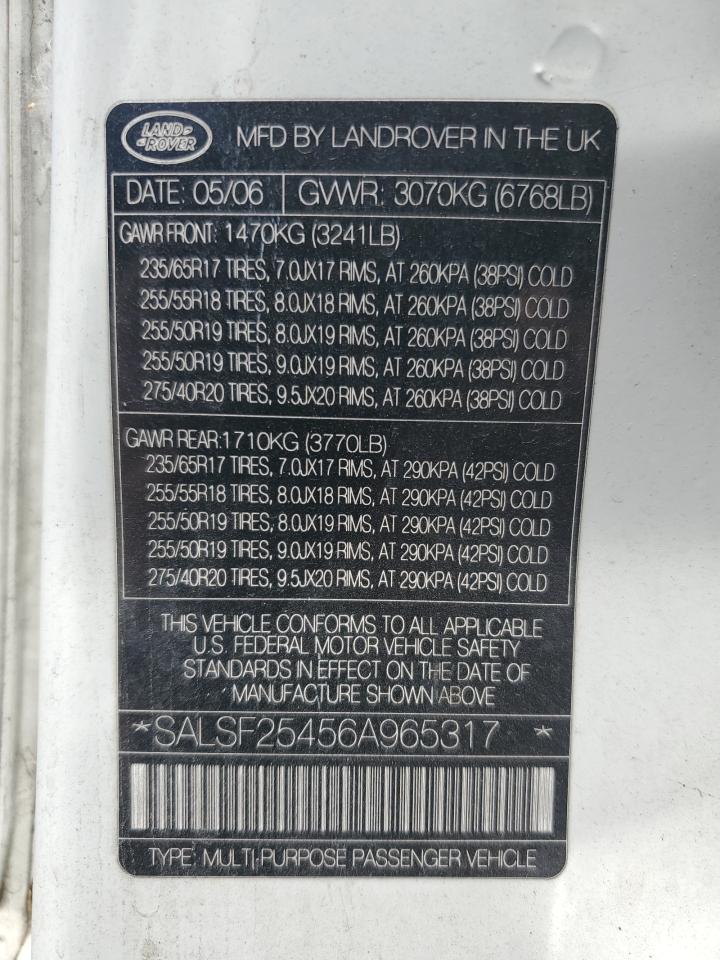 LAND ROVER MFD BY LANDROVER IN THE UK
DATE: 05/06 GVWR: 3070KG (6768LB)
GAWR FRONT: 1470KG (3241LB)
235/65R17 TIRES, 7.0JX17 RIMS, AT 260KPA (38PSI) COLD
255/55R18 TIRES, 8.0JX18 RIMS, AT 260KPA (38PSI) COLD
255/50R19 TIRES, 8.0JX19 RIMS, AT 260KPA (38PSI) COLD
255/50R19 TIRES, 9.0JX19 RIMS, AT 260KPA (38PSI) COLD
275/40R20 TIRES, 9.5JX20 RIMS, AT 260KPA (38PSI) COLD
GAWR REAR:1710KG (3770LB)
235/65R17 TIRES, 7.0JX17 RIMS, AT 290KPA (42PSI) COLD
255/55R18 TIRES, 8.0JX18 RIMS, AT 290KPA (42PSI) COLD
255/50R19 TIRES, 8.0JX19 RIMS, AT 290KPA (42PSI) COLD
255/50R19 TIRES, 9.0JX19 RIMS, AT 290KPA (42PSI) COLD
275/40R20 TIRES, 9.5JX20 RIMS, AT 290KPA (42PSI) COLD
THIS VEHICLE CONFORMS TO ALL APPLICABLE
U.S. FEDERAL MOTOR VEHICLE SAFETY
STANDARDS IN EFFECT ON THE DATE OF
MANUFACTURE SHOWN ABOVE
*SALSF25456A965317 *
TYPE: MULTI-PURPOSE PASSENGER VEHICLE